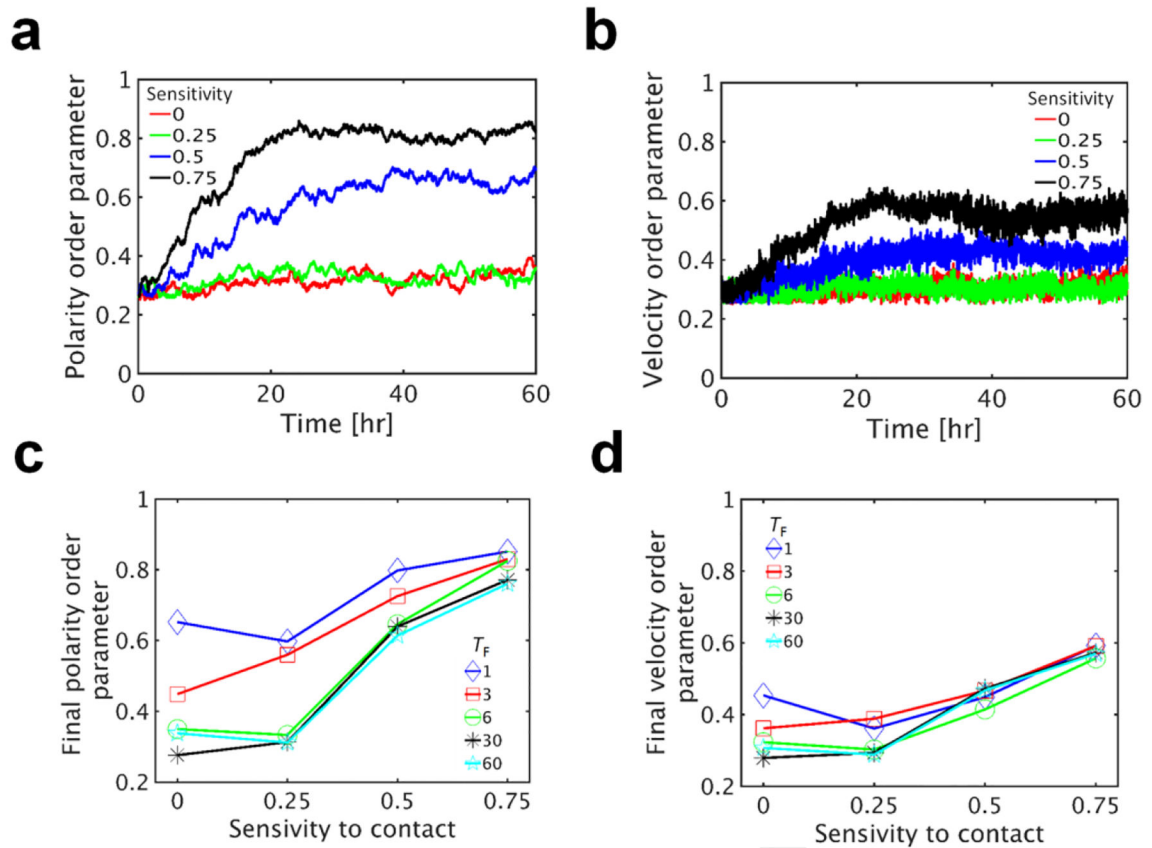 a
Polarity order parameter
1
0.8
0.6
0.4
0.2
0
Sensitivity
0
0.25
0.5
0.75
0 20 40 60
Time [hr]
b
Velocity order parameter
1
0.8
0.6
0.4
0.2
0
Sensitivity
0
0.25
0.5
0.75
0 20 40 60
Time [hr]
c
Final polarity order
parameter
1
0.8
0.6
0.4
0.2
TF
1
3
6
30
60
0 0.25 0.5 0.75
Sensivity to contact
d
Final velocity order
parameter
1
0.8
0.6
0.4
0.2
TF
1
3
6
30
60
0 0.25 0.5 0.75
Sensivity to contact